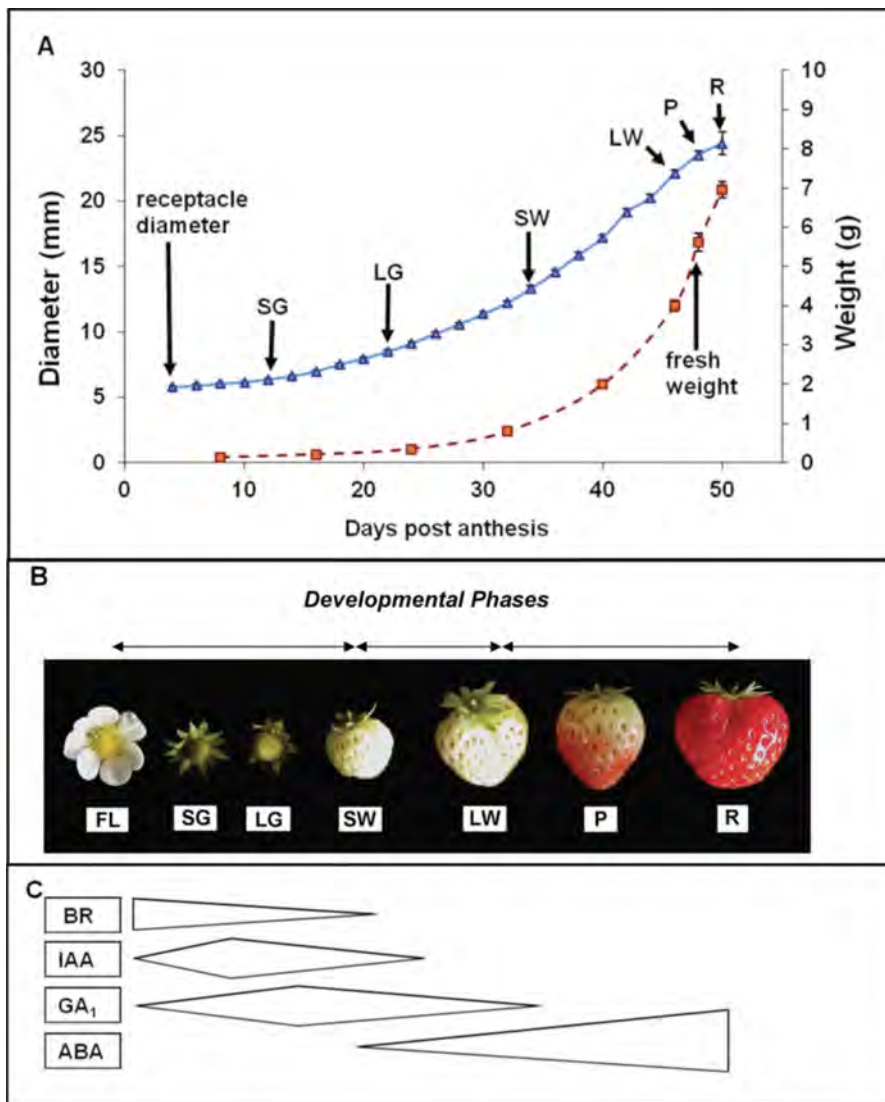 A
30
25
20
15
10
5
0
Diameter (mm)
10
9
8
7
6
5
4
3
2
1
0
Weight (g)
receptacle
diameter
SG
LG
SW
LW
P
R
fresh
weight
0
10
20
30
40
50
Days post anthesis
B
Developmental Phases
FL
SG
LG
SW
LW
P
R
C
BR
IAA
GA₁
ABA